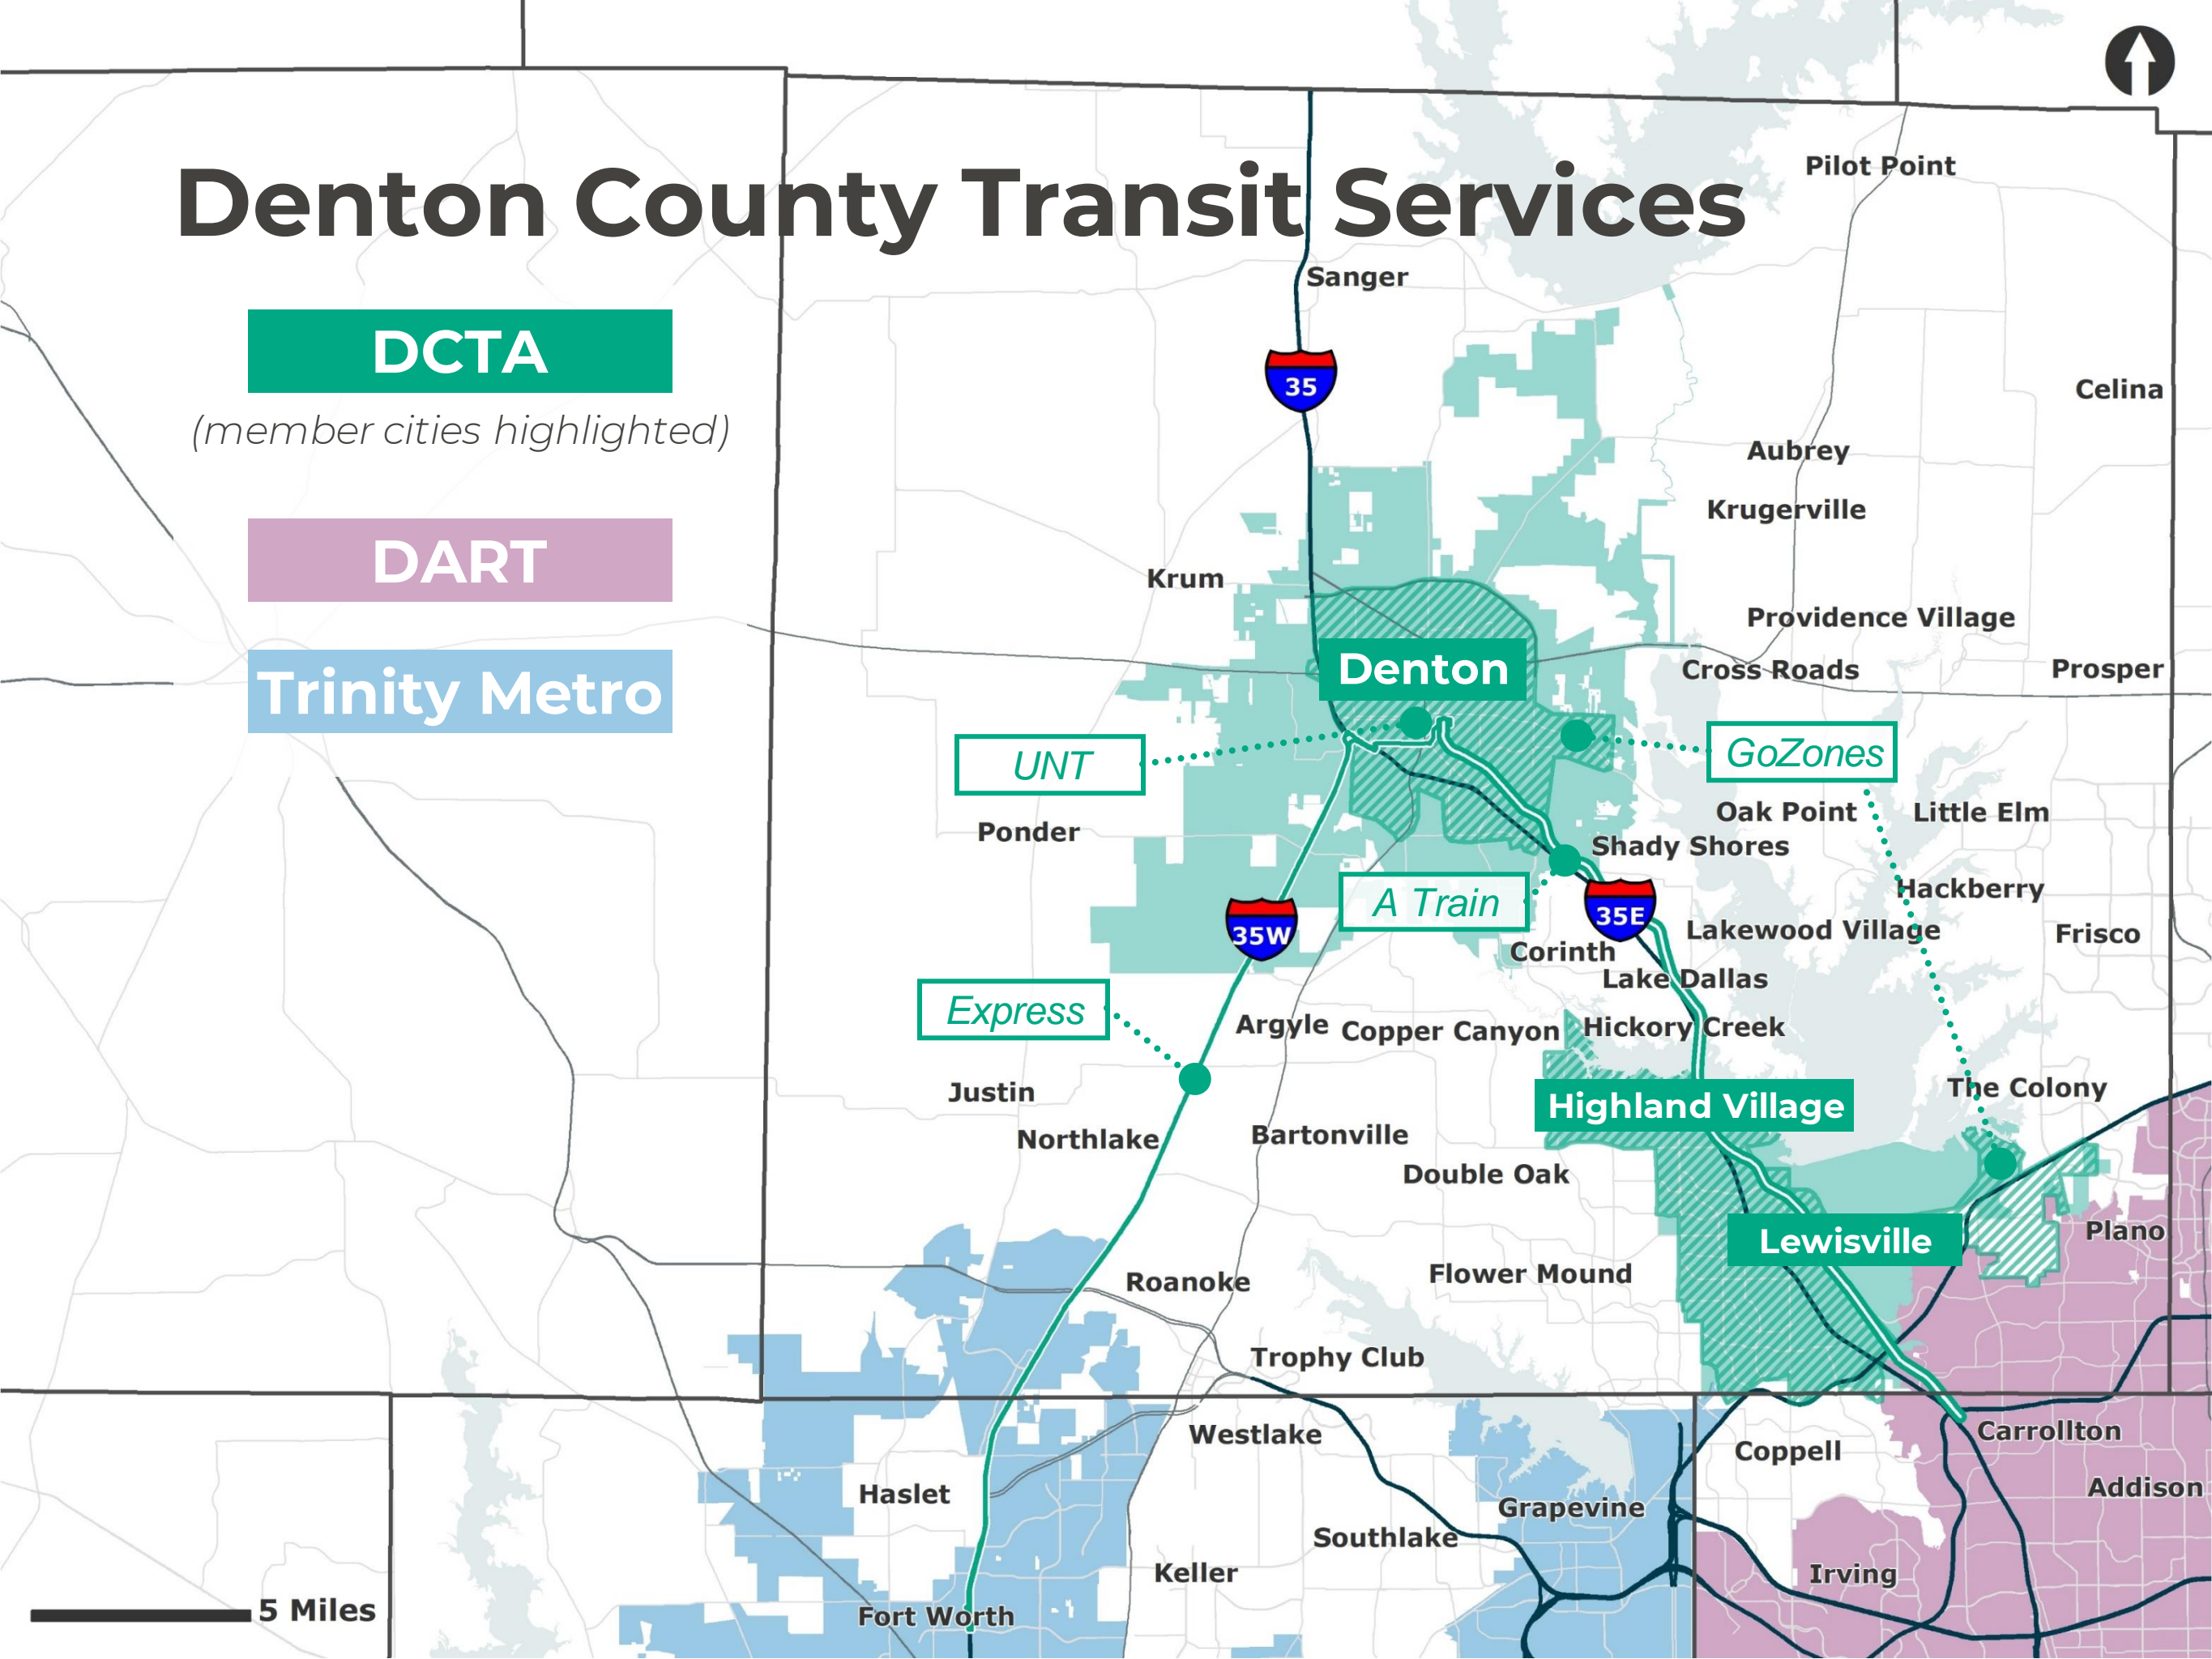 Denton County Transit Services
DCTA
(member cities highlighted)
DART
Trinity Metro
5 Miles
Pilot Point
Sanger
35
Celina
Aubrey
Krugerville
Krum
Providence Village
Denton
Cross Roads
Prosper
UNT
GoZones
Oak Point
Little Elm
Ponder
Shady Shores
A Train
Hackberry
35E
35W
Lakewood Village
Frisco
Corinth
Lake Dallas
Express
Argyle
Copper Canyon
Hickory Creek
Justin
The Colony
Highland Village
Northlake
Bartonville
Double Oak
Plano
Lewisville
Roanoke
Flower Mound
Trophy Club
Westlake
Carrollton
Coppell
Haslet
Addison
Grapevine
Southlake
Keller
Irving
Fort Worth